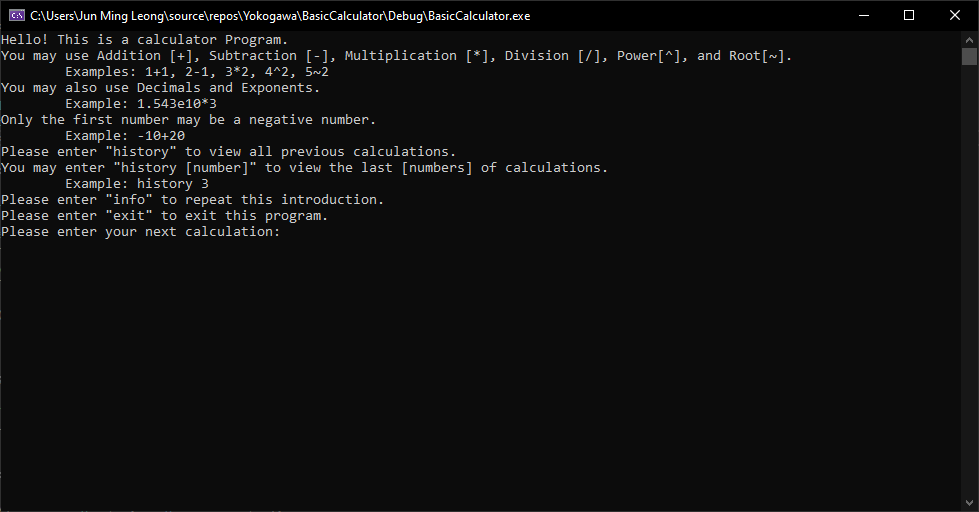 C:\Users\Jun Ming Leong\source\repos\Yokogawa\BasicCalculator\Debug\BasicCalculator.exe
Hello! This is a calculator Program.
You may use Addition [+], Subtraction [-], Multiplication [*], Division [/], Power[^], and Root[~].
Examples: 1+1, 2-1, 3*2, 4^2, 5~2
You may also use Decimals and Exponents.
Example: 1.543e10*3
Only the first number may be a negative number.
Example: -10+20
Please enter "history" to view all previous calculations.
You may enter "history [number]" to view the last [numbers] of calculations.
Example: history 3
Please enter "info" to repeat this introduction.
Please enter "exit" to exit this program.
Please enter your next calculation: